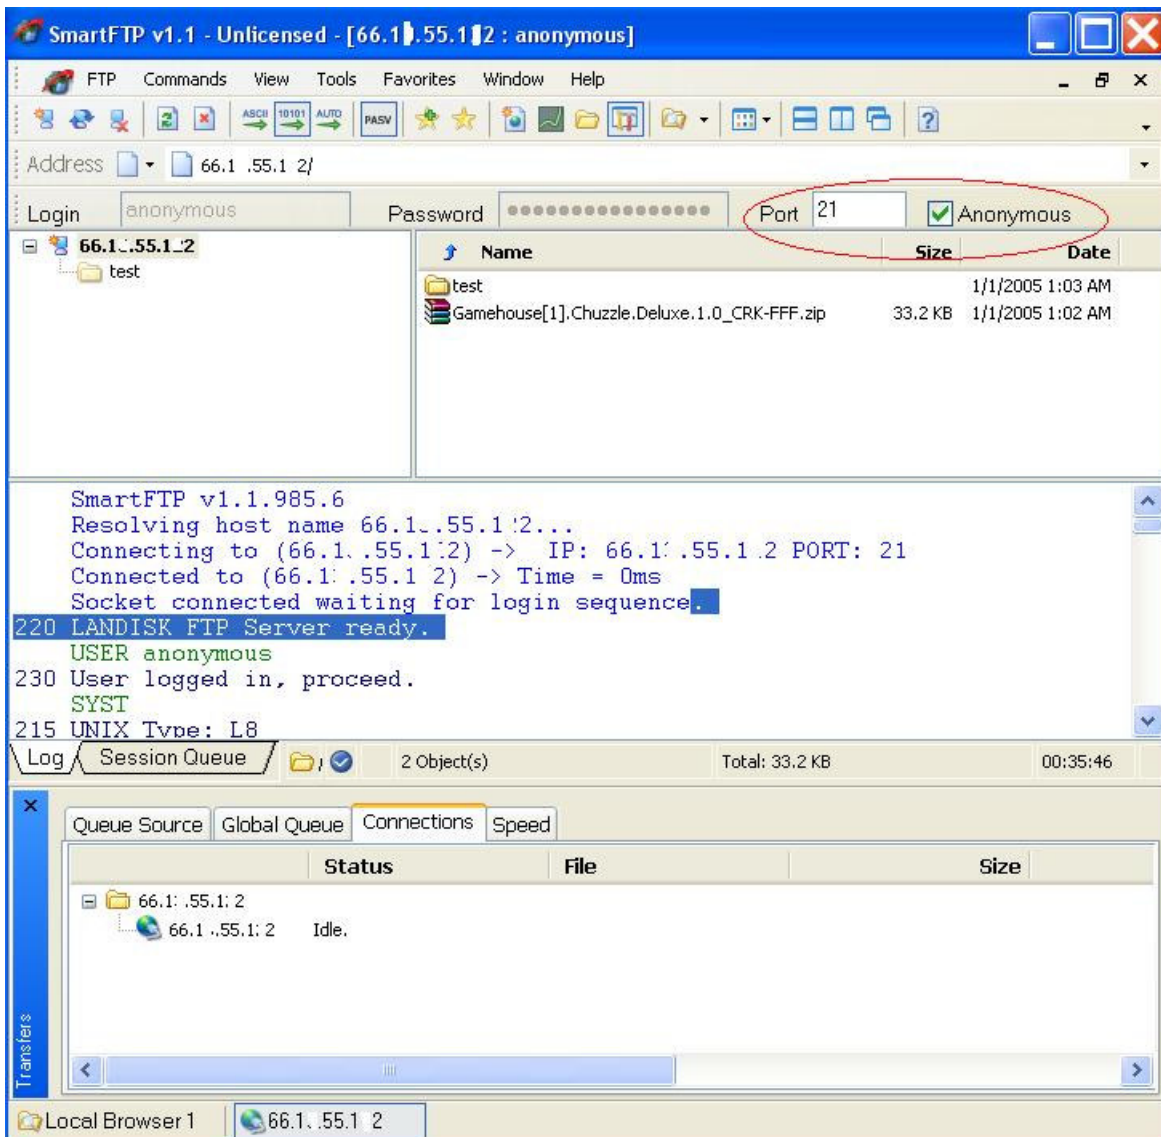 SmartFTP v1.1 - Unlicensed - [66.1 .55.1 2 : anonymous]
FTP Commands View Tools Favorites Window Help
ASCII 10101 AUTO PASV
Address 66.1 .55.1 2/
Login anonymous Password Port 21 Anonymous
66.1 .55.1 2
test
Name Size Date
test 1/1/2005 1:03 AM
Gamehouse[1].Chuzzle.Deluxe.1.0_CRK-FFF.zip 33.2 KB 1/1/2005 1:02 AM
SmartFTP v1.1.985.6
Resolving host name 66.1 .55.1 2...
Connecting to (66.1 .55.1 2) -> IP: 66.1 .55.1 2 PORT: 21
Connected to (66.1 .55.1 2) -> Time = 0ms
Socket connected waiting for login sequence.
220 LANDISK FTP Server ready.
USER anonymous
230 User logged in, proceed.
SYST
215 UNIX Type: L8
Log Session Queue 2 Object(s) Total: 33.2 KB 00:35:46
Queue Source Global Queue Connections Speed
Status File Size
66.1 .55.1 2
66.1 .55.1 2 Idle.
Transfers
Local Browser 1 66.1 .55.1 2